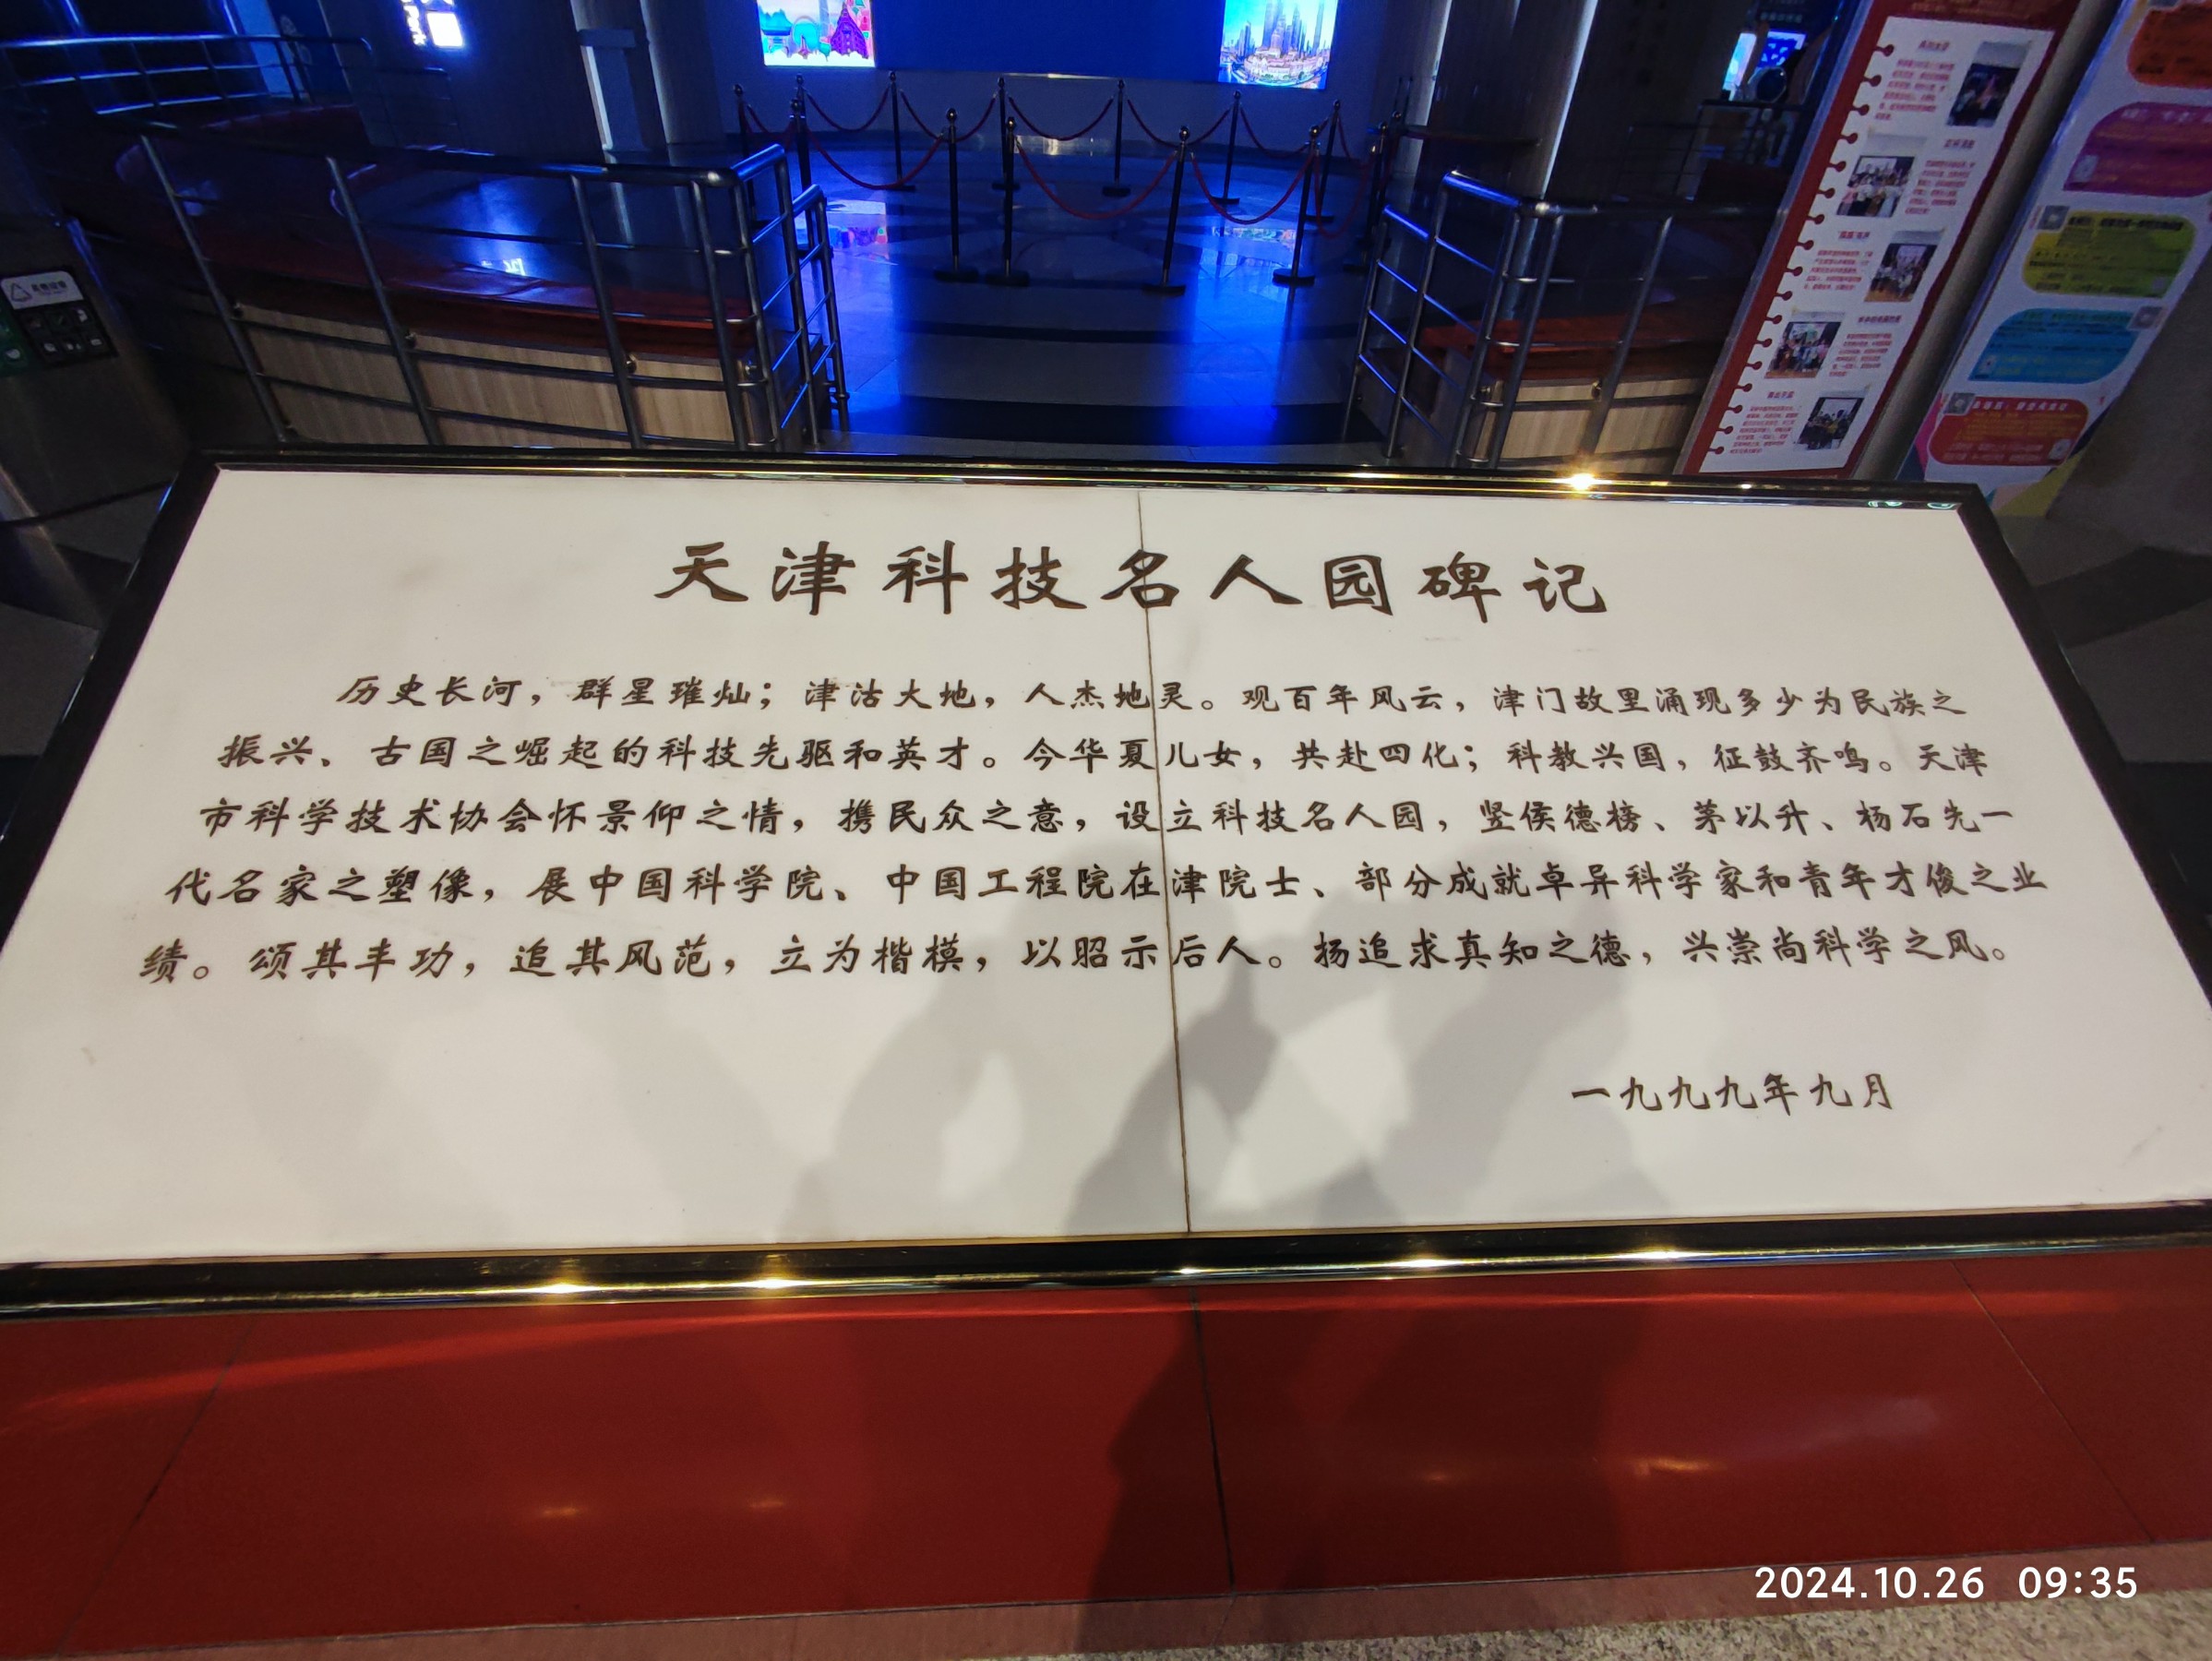 天津科技名人园碑记
历史长河，群星璀灿；津沽大地，人杰地灵。观百年风云，津门故里涌现多少为民族之
振兴、古国之崛起的科技先驱和英才。今华夏儿女，共赴四化；科教兴国，征鼓齐鸣。天津
市科学技术协会怀景仰之情，携民众之意，设立科技名人园，竖侯德榜、茅以升、杨石先一
代名家之塑像，展中国科学院、中国工程院在津院士、部分成就卓异科学家和青年才俊之业
绩。颂其丰功，追其风范，立为楷模，以昭示后人。扬追求真知之德，兴崇尚科学之风。
一九九九年九月
2024.10.26 09:35